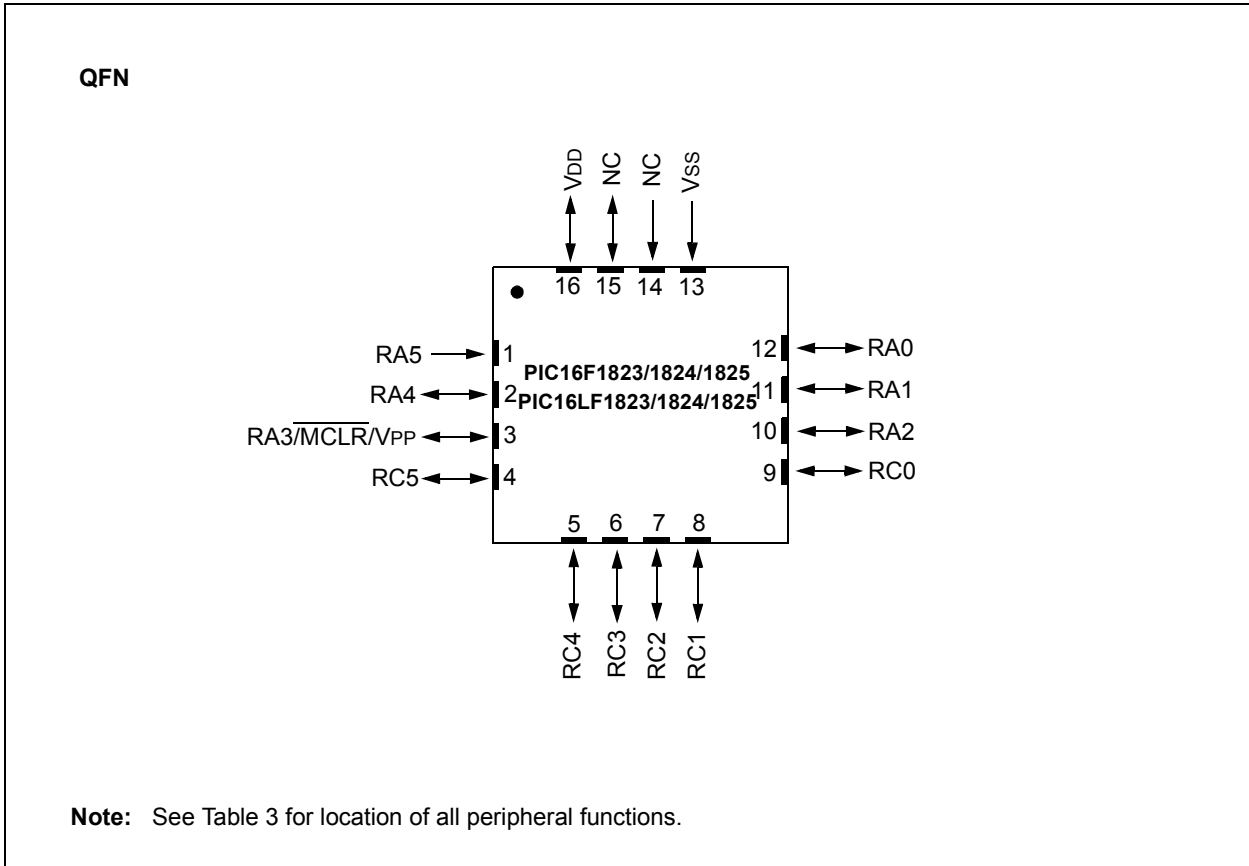 QFN
VDD
NC
NC
VSS
16
15
14
13
RA5
1
12
RA0
PIC16F1823/1824/1825
RA4
2
PIC16LF1823/1824/1825
11
RA1
RA3/MCLR/VPP
3
10
RA2
RC5
4
9
RC0
5
6
7
8
RC4
RC3
RC2
RC1
Note: See Table 3 for location of all peripheral functions.